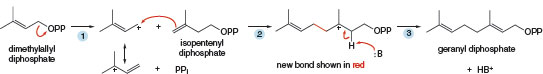 OPP
1
+
+
+
OPP
2
+
OPP
3
OPP
H
:B
dimethylallyl
diphosphate
isopentenyl
diphosphate
new bond shown in red
geranyl diphosphate
+ + PPi
+ HB+